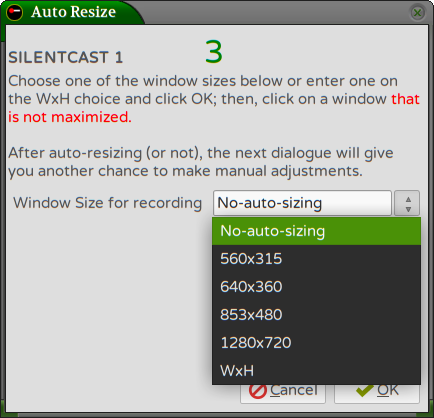 Auto Resize
3
SILENTCAST 1
Choose one of the window sizes below or enter one on
the WxH choice and click OK; then, click on a window that
is not maximized.
After auto-resizing (or not), the next dialogue will give
you another chance to make manual adjustments.
Window Size for recording No-auto-sizing
No-auto-sizing
560x315
640x360
853x480
1280x720
WxH
Cancel OK